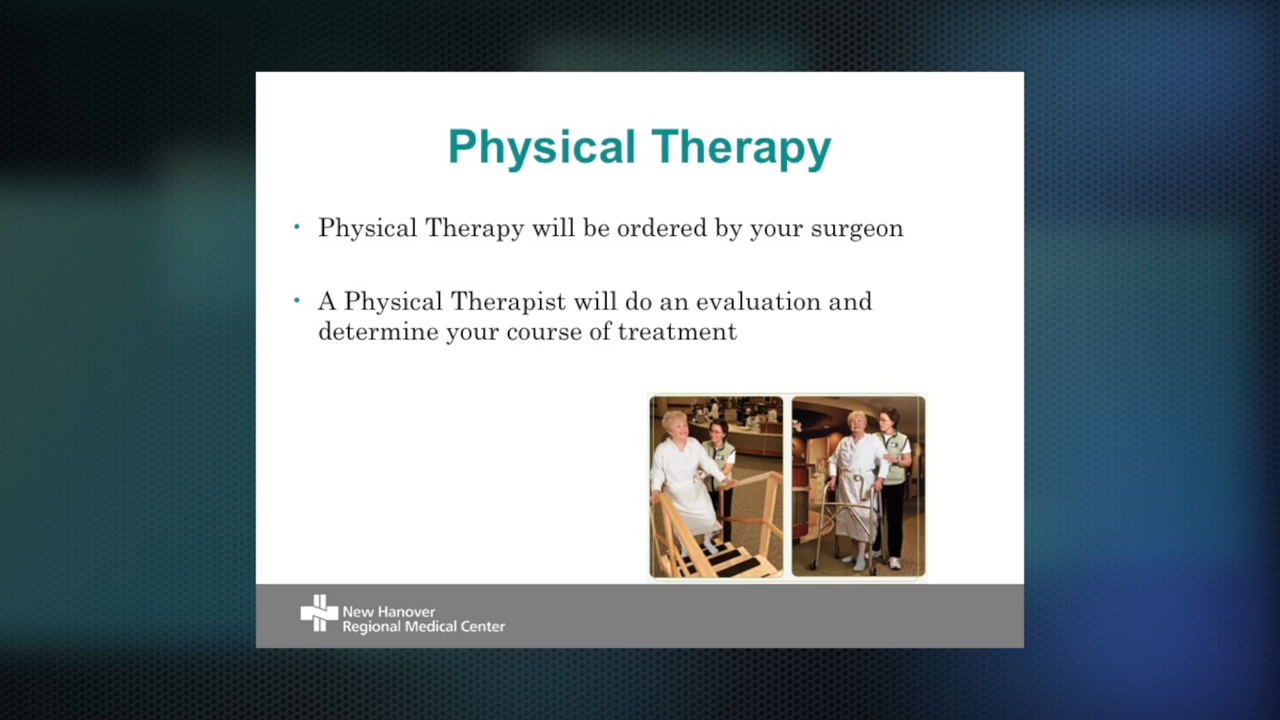 Physical Therapy
• Physical Therapy will be ordered by your surgeon
• A Physical Therapist will do an evaluation and
determine your course of treatment
New Hanover
Regional Medical Center